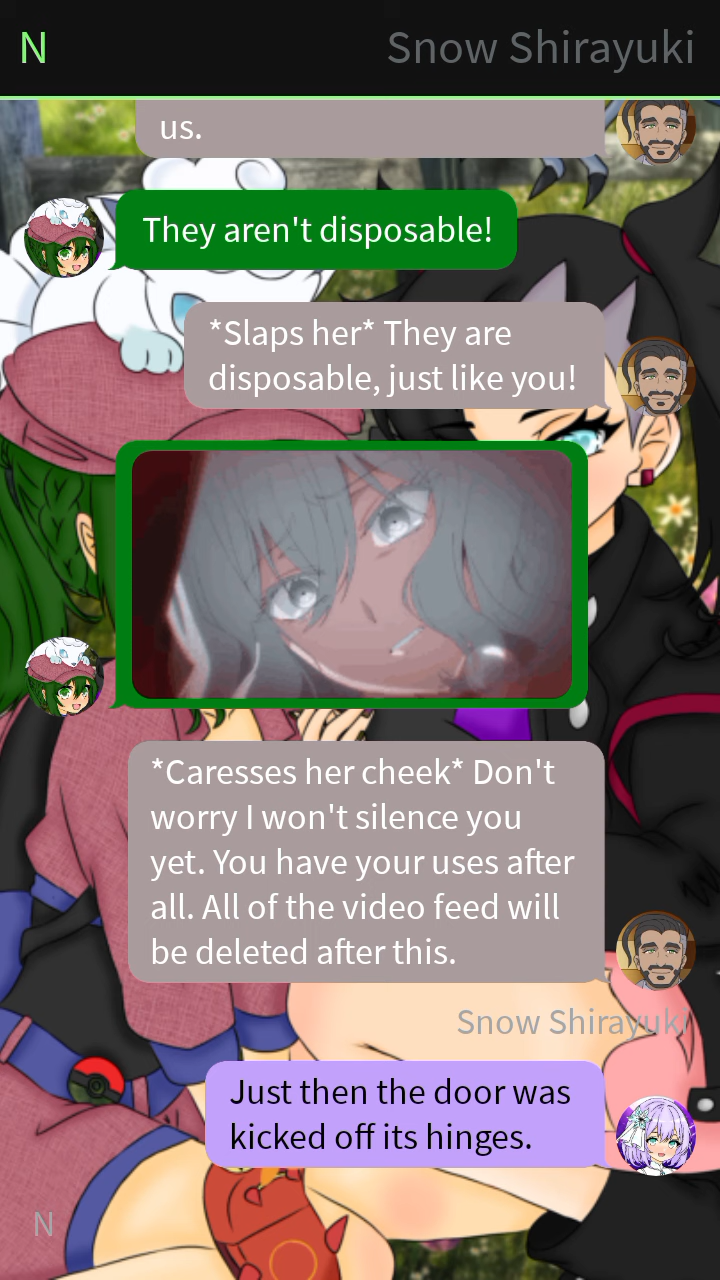 N
Snow Shirayuki
us.
They aren't disposable!
*Slaps her* They are
disposable, just like you!
*Caresses her cheek* Don't
worry I won't silence you
yet. You have your uses after
all. All of the video feed will
be deleted after this.
Snow Shirayuki
Just then the door was
kicked off its hinges.
N